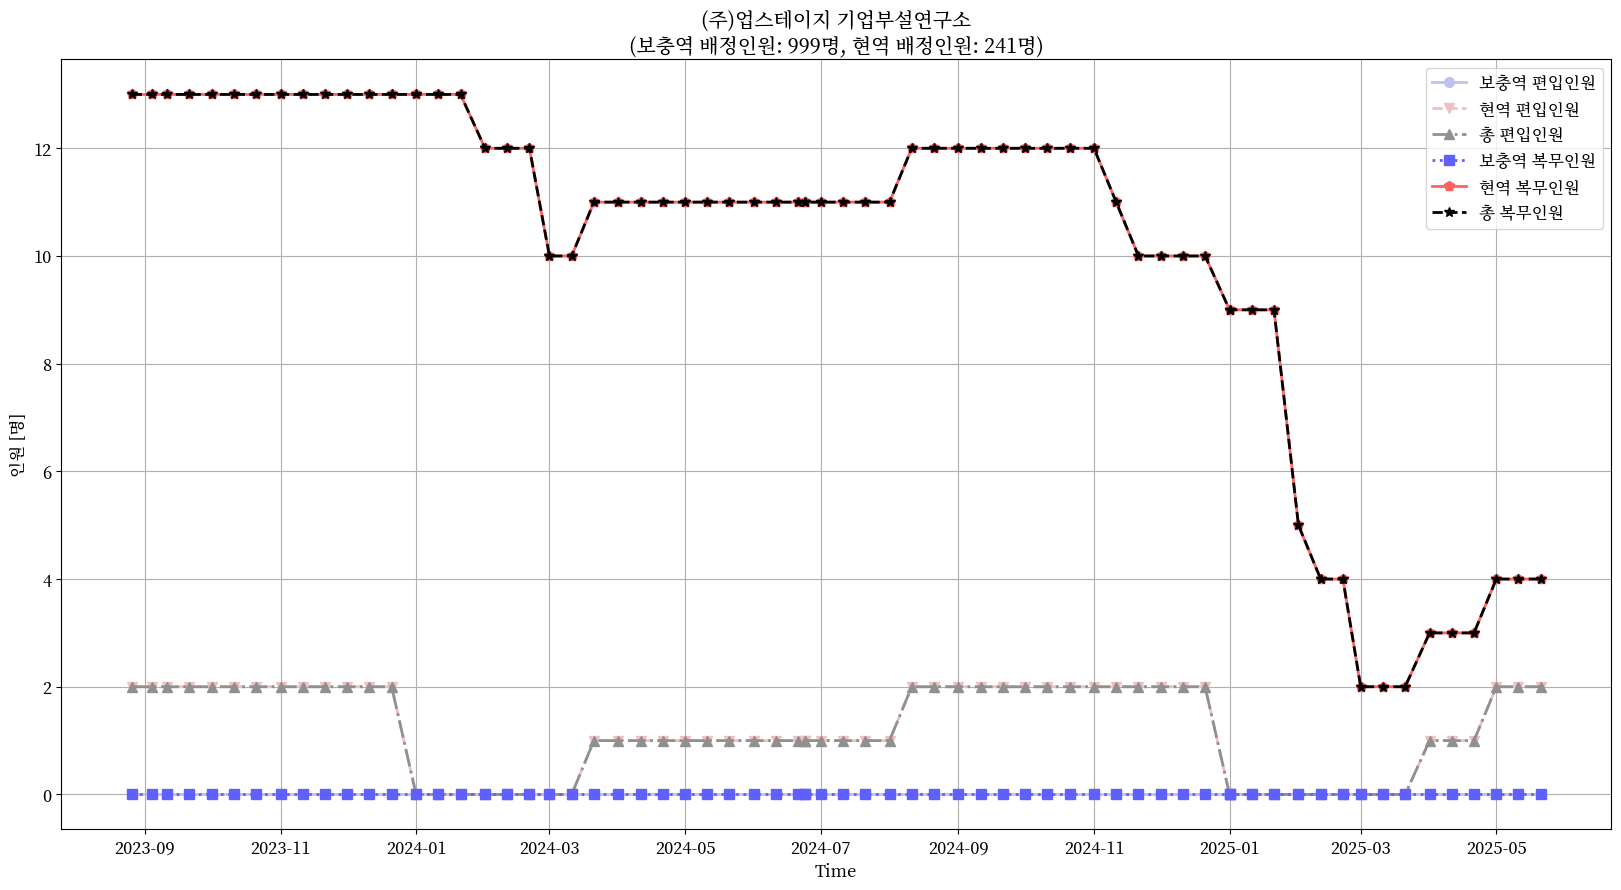 (주)업스테이지 기업부설연구소
(보충역 배정인원: 999명, 현역 배정인원: 241명)
보충역 편입인원
현역 편입인원
총 편입인원
보충역 복무인원
현역 복무인원
총 복무인원
인원 [명]
12
10
8
6
4
2
0
2023-09 2023-11 2024-01 2024-03 2024-05 2024-07 2024-09 2024-11 2025-01 2025-03 2025-05
Time